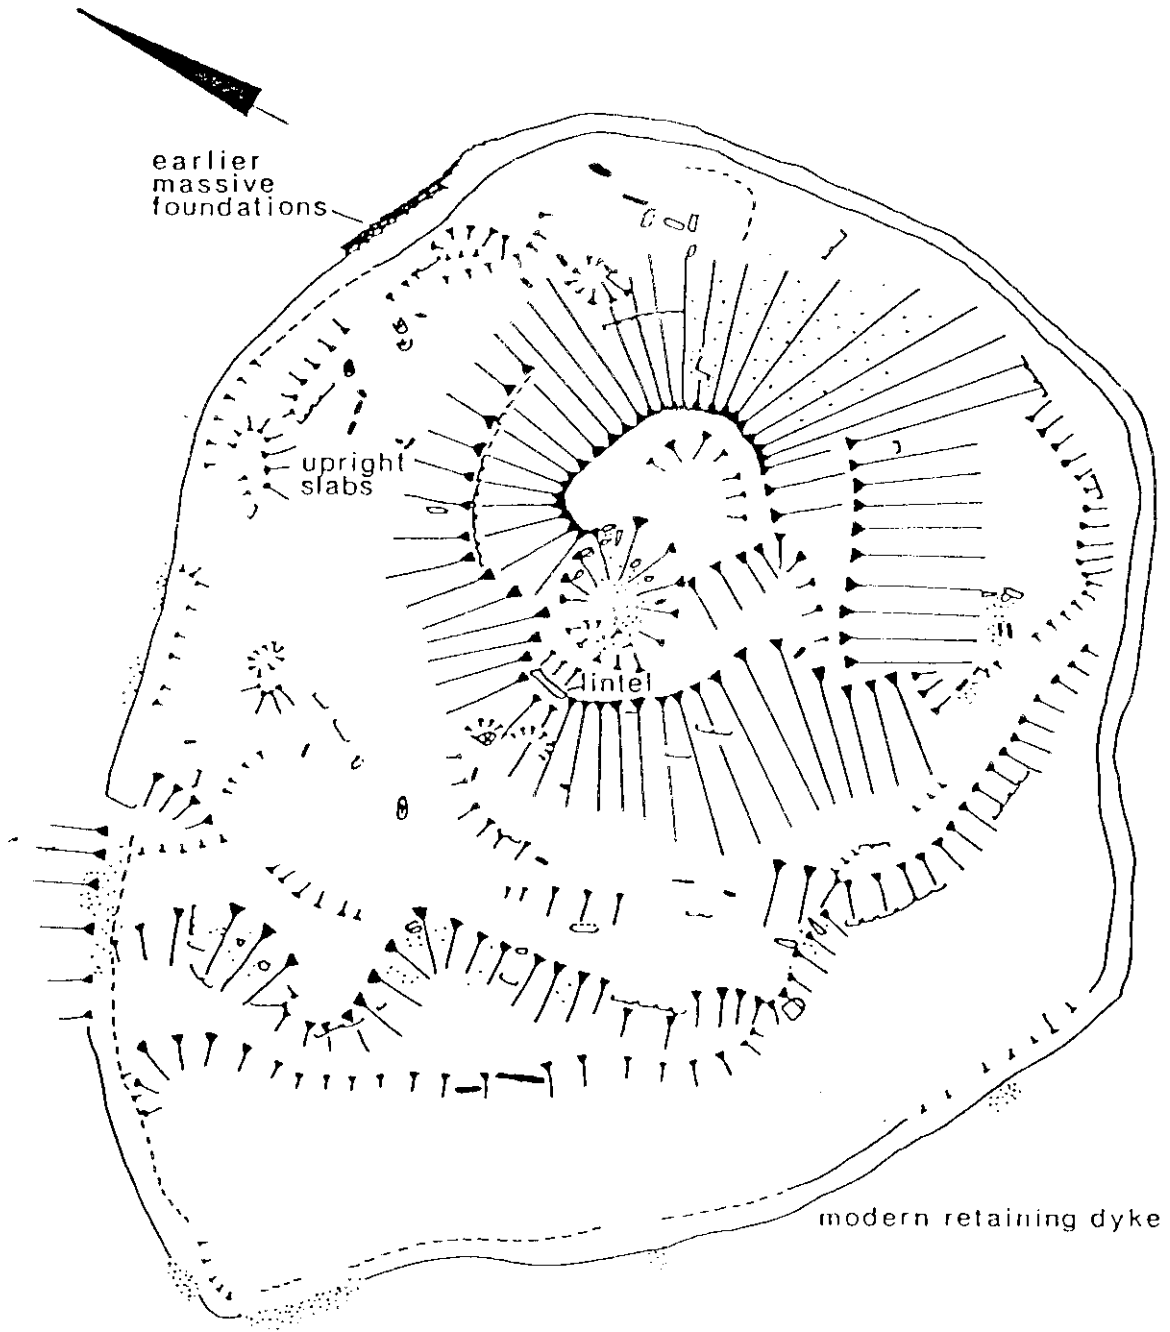 earlier
massive
foundations
upright
slabs
lintel
modern retaining dyke